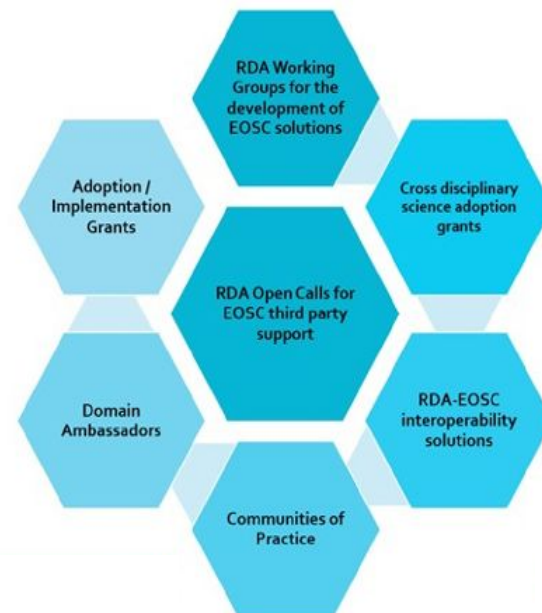 RDA Working
Groups for the
development of
EOSC solutions
Cross disciplinary
science adoption
grants
RDA-EOSC
interoperability
solutions
Communities of
Practice
Domain
Ambassadors
Adoption /
Implementation
Grants
RDA Open Calls for
EOSC third party
support